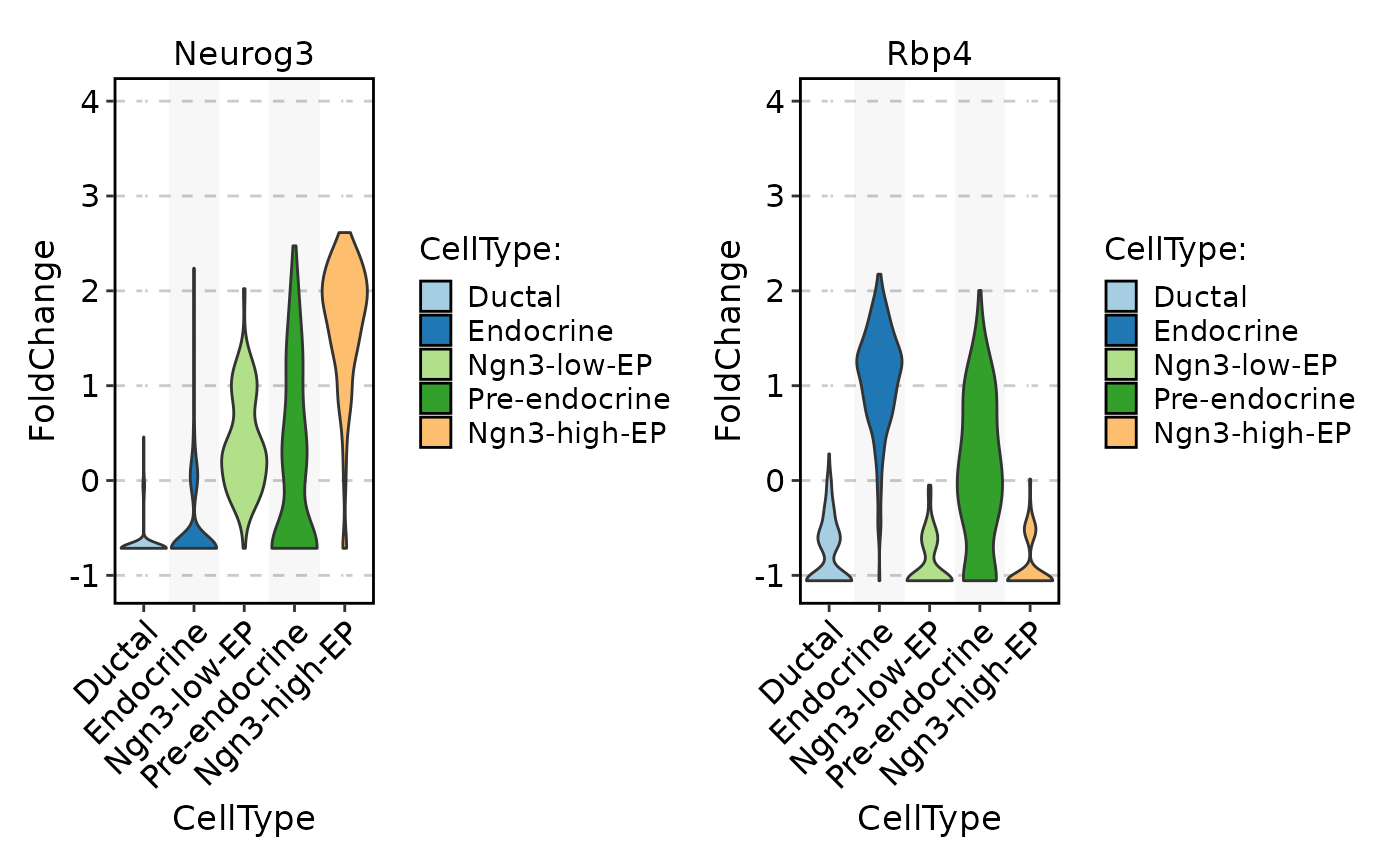 Neurog3
4
3
2
1
0
-1
FoldChange
Ductal
Endocrine
Ngn3-low-EP
Pre-endocrine
Ngn3-high-EP
CellType
CellType:
Ductal
Endocrine
Ngn3-low-EP
Pre-endocrine
Ngn3-high-EP
Rbp4
4
3
2
1
0
-1
FoldChange
Ductal
Endocrine
Ngn3-low-EP
Pre-endocrine
Ngn3-high-EP
CellType
CellType:
Ductal
Endocrine
Ngn3-low-EP
Pre-endocrine
Ngn3-high-EP